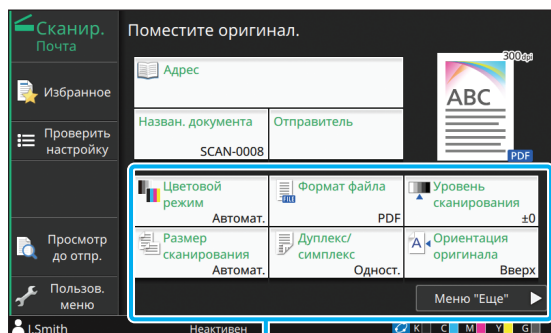 Сканир.
Почта
Поместите оригинал.
Адрес
300dpi
ABC
PDF
Избранное
Назван. документа
SCAN-0008
Отправитель
Проверить
настройку
Цветовой
режим
Автомат.
Формат файла
FILE
PDF
Уровень
сканирования
±0
Размер
сканирования
Автомат.
Дуплекс/
симплекс
Одност.
A
Ориентация
оригинала
Вверх
Просмотр
до отпр.
Пользов.
меню
Меню "Еще"
I.Smith
Неактивен
K C M Y G